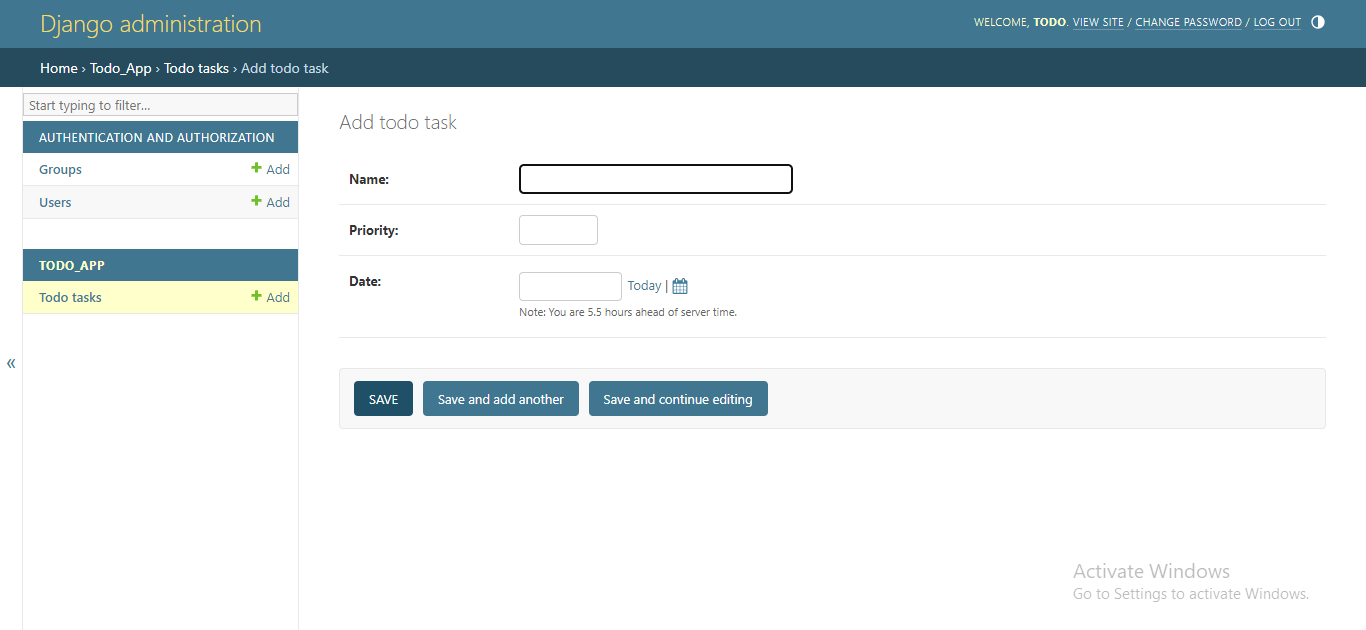 Django administration
WELCOME, TODO. VIEW SITE / CHANGE PASSWORD / LOG OUT
Home › Todo_App › Todo tasks › Add todo task
Start typing to filter...
AUTHENTICATION AND AUTHORIZATION
Groups Add
Users Add
TODO_APP
Todo tasks Add
«
Add todo task
Name:
Priority:
Date: Today |
Note: You are 5.5 hours ahead of server time.
SAVE Save and add another Save and continue editing
Activate Windows
Go to Settings to activate Windows.